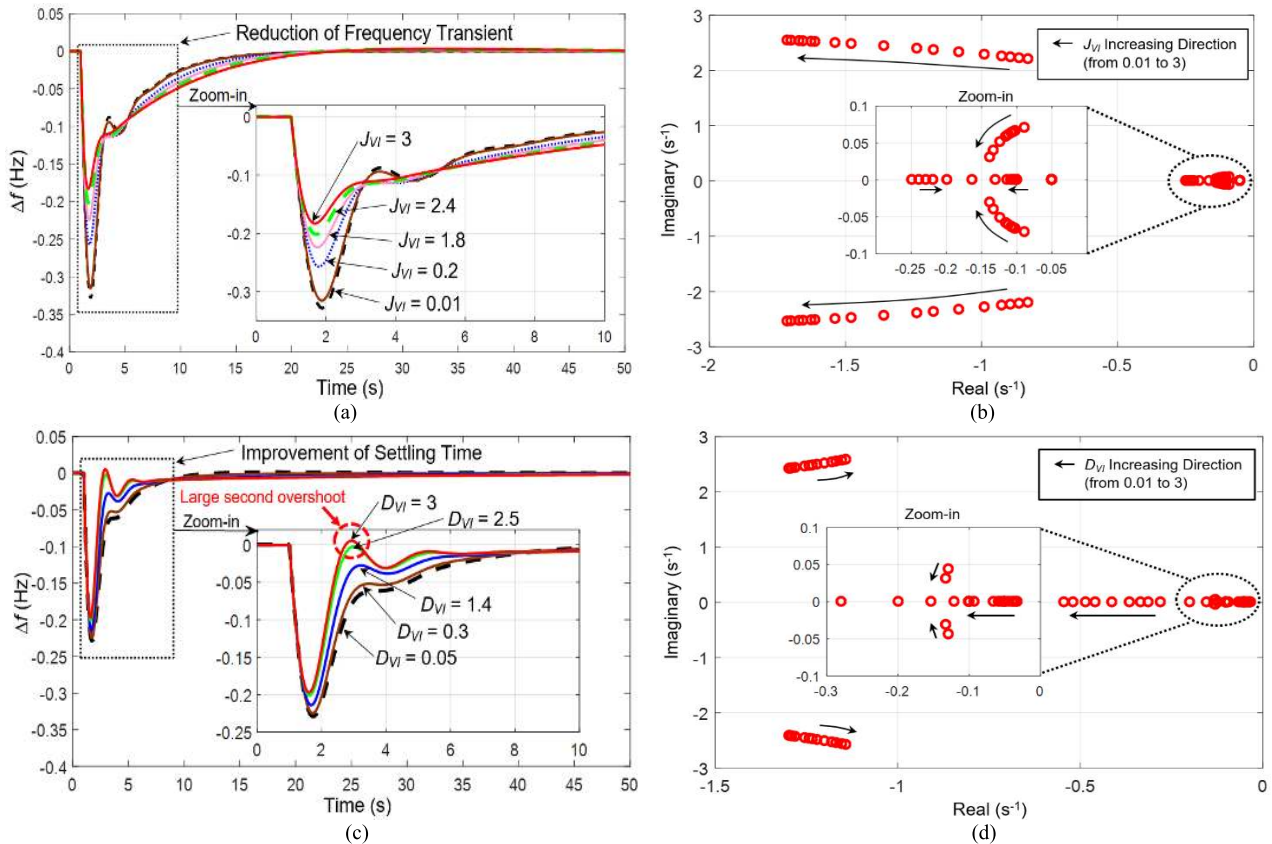 0.05
0
-0.05
-0.1
-0.15
-0.2
-0.25
-0.3
-0.35
-0.4
Δf (Hz)
Reduction of Frequency Transient
Zoom-in
0
-0.1
-0.2
-0.3
J_VI = 3
J_VI = 2.4
J_VI = 1.8
J_VI = 0.2
J_VI = 0.01
0 2 4 6 8 10
0 5 10 15 20 25 30 35 40 45 50
Time (s)
(a)
3
2
1
0
-1
-2
-3
Imaginary (s⁻¹)
← J_VI Increasing Direction
(from 0.01 to 3)
Zoom-in
0.1
0.05
0
-0.05
-0.1
-0.25 -0.2 -0.15 -0.1 -0.05
-2 -1.5 -1 -0.5 0
Real (s⁻¹)
(b)
0.05
0
-0.05
-0.1
-0.15
-0.2
-0.25
-0.3
-0.35
-0.4
Δf (Hz)
Improvement of Settling Time
Large second overshoot
Zoom-in
0
-0.05
-0.1
-0.15
-0.2
-0.25
D_VI = 3
D_VI = 2.5
D_VI = 1.4
D_VI = 0.3
D_VI = 0.05
0 2 4 6 8 10
0 5 10 15 20 25 30 35 40 45 50
Time (s)
(c)
3
2
1
0
-1
-2
-3
Imaginary (s⁻¹)
← D_VI Increasing Direction
(from 0.01 to 3)
Zoom-in
0.1
0.05
0
-0.05
-0.1
-0.3 -0.2 -0.1 0
-1.5 -1 -0.5 0
Real (s⁻¹)
(d)